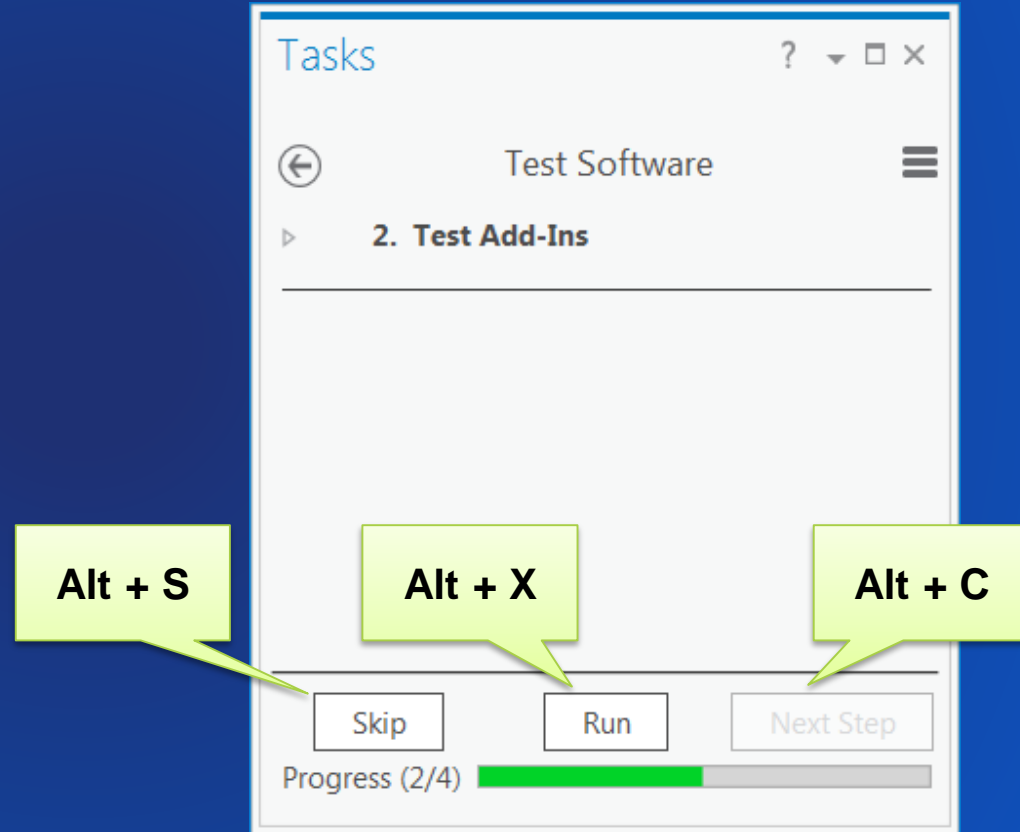 Tasks ?
Test Software
2. Test Add-Ins
Alt + S Alt + X Alt + C
Skip Run Next Step
Progress (2/4)